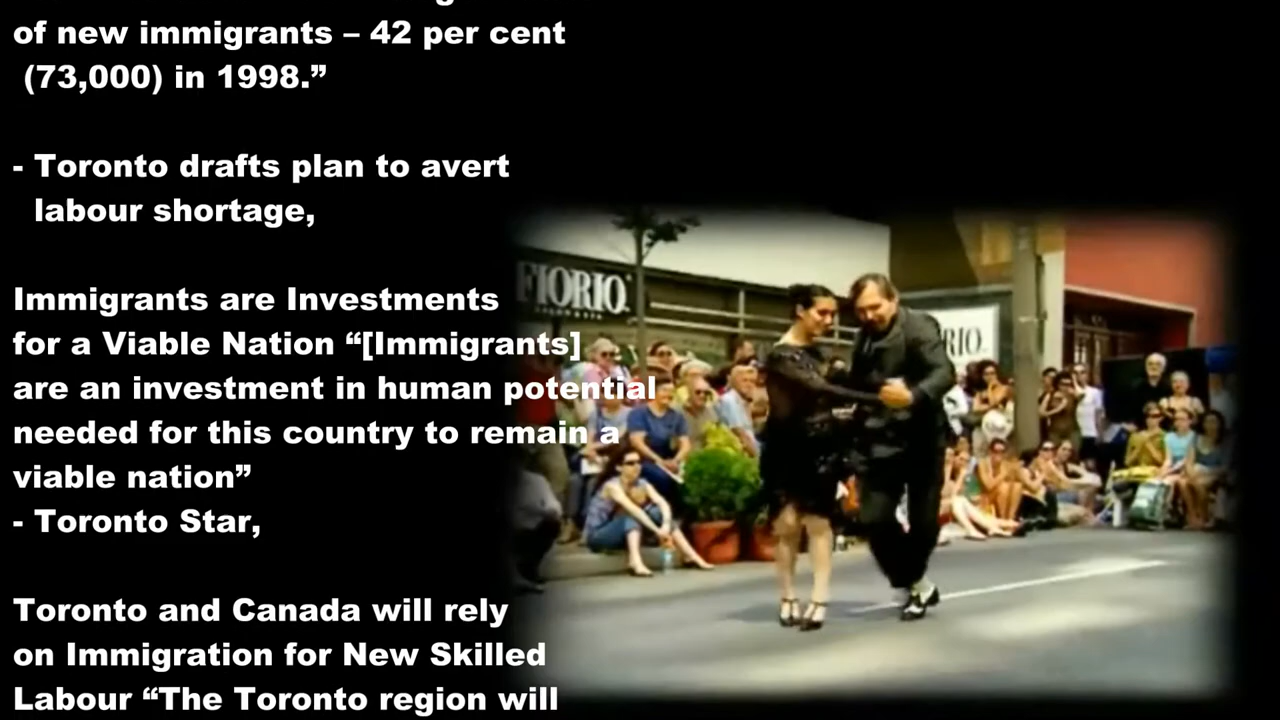 of new immigrants – 42 per cent
(73,000) in 1998.”
- Toronto drafts plan to avert
labour shortage,
Immigrants are Investments
for a Viable Nation “[Immigrants]
are an investment in human potential
needed for this country to remain a
viable nation”
- Toronto Star,
Toronto and Canada will rely
on Immigration for New Skilled
Labour “The Toronto region will
FIORIO
RIO